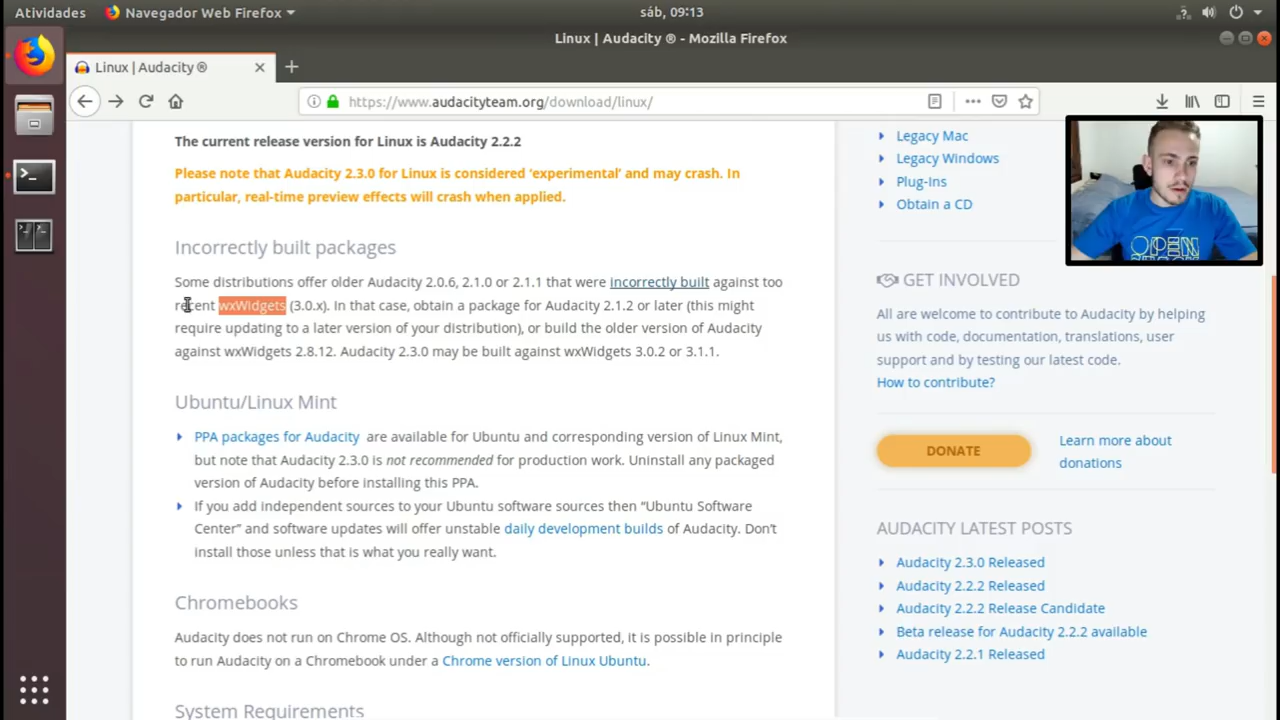 Atividades
Navegador Web Firefox
sáb, 09:13
Linux | Audacity ® - Mozilla Firefox
Linux | Audacity ®
https://www.audacityteam.org/download/linux/
The current release version for Linux is Audacity 2.2.2
Please note that Audacity 2.3.0 for Linux is considered ‘experimental’ and may crash. In
particular, real-time preview effects will crash when applied.
Incorrectly built packages
Some distributions offer older Audacity 2.0.6, 2.1.0 or 2.1.1 that were incorrectly built against too
recent wxWidgets (3.0.x). In that case, obtain a package for Audacity 2.1.2 or later (this might
require updating to a later version of your distribution), or build the older version of Audacity
against wxWidgets 2.8.12. Audacity 2.3.0 may be built against wxWidgets 3.0.2 or 3.1.1.
Ubuntu/Linux Mint
PPA packages for Audacity are available for Ubuntu and corresponding version of Linux Mint,
but note that Audacity 2.3.0 is not recommended for production work. Uninstall any packaged
version of Audacity before installing this PPA.
If you add independent sources to your Ubuntu software sources then “Ubuntu Software
Center” and software updates will offer unstable daily development builds of Audacity. Don’t
install those unless that is what you really want.
Chromebooks
Audacity does not run on Chrome OS. Although not officially supported, it is possible in principle
to run Audacity on a Chromebook under a Chrome version of Linux Ubuntu.
System Requirements
Legacy Mac
Legacy Windows
Plug-Ins
Obtain a CD
GET INVOLVED
All are welcome to contribute to Audacity by helping
us with code, documentation, translations, user
support and by testing our latest code.
How to contribute?
DONATE
Learn more about
donations
AUDACITY LATEST POSTS
Audacity 2.3.0 Released
Audacity 2.2.2 Released
Audacity 2.2.2 Release Candidate
Beta release for Audacity 2.2.2 available
Audacity 2.2.1 Released
OPEN